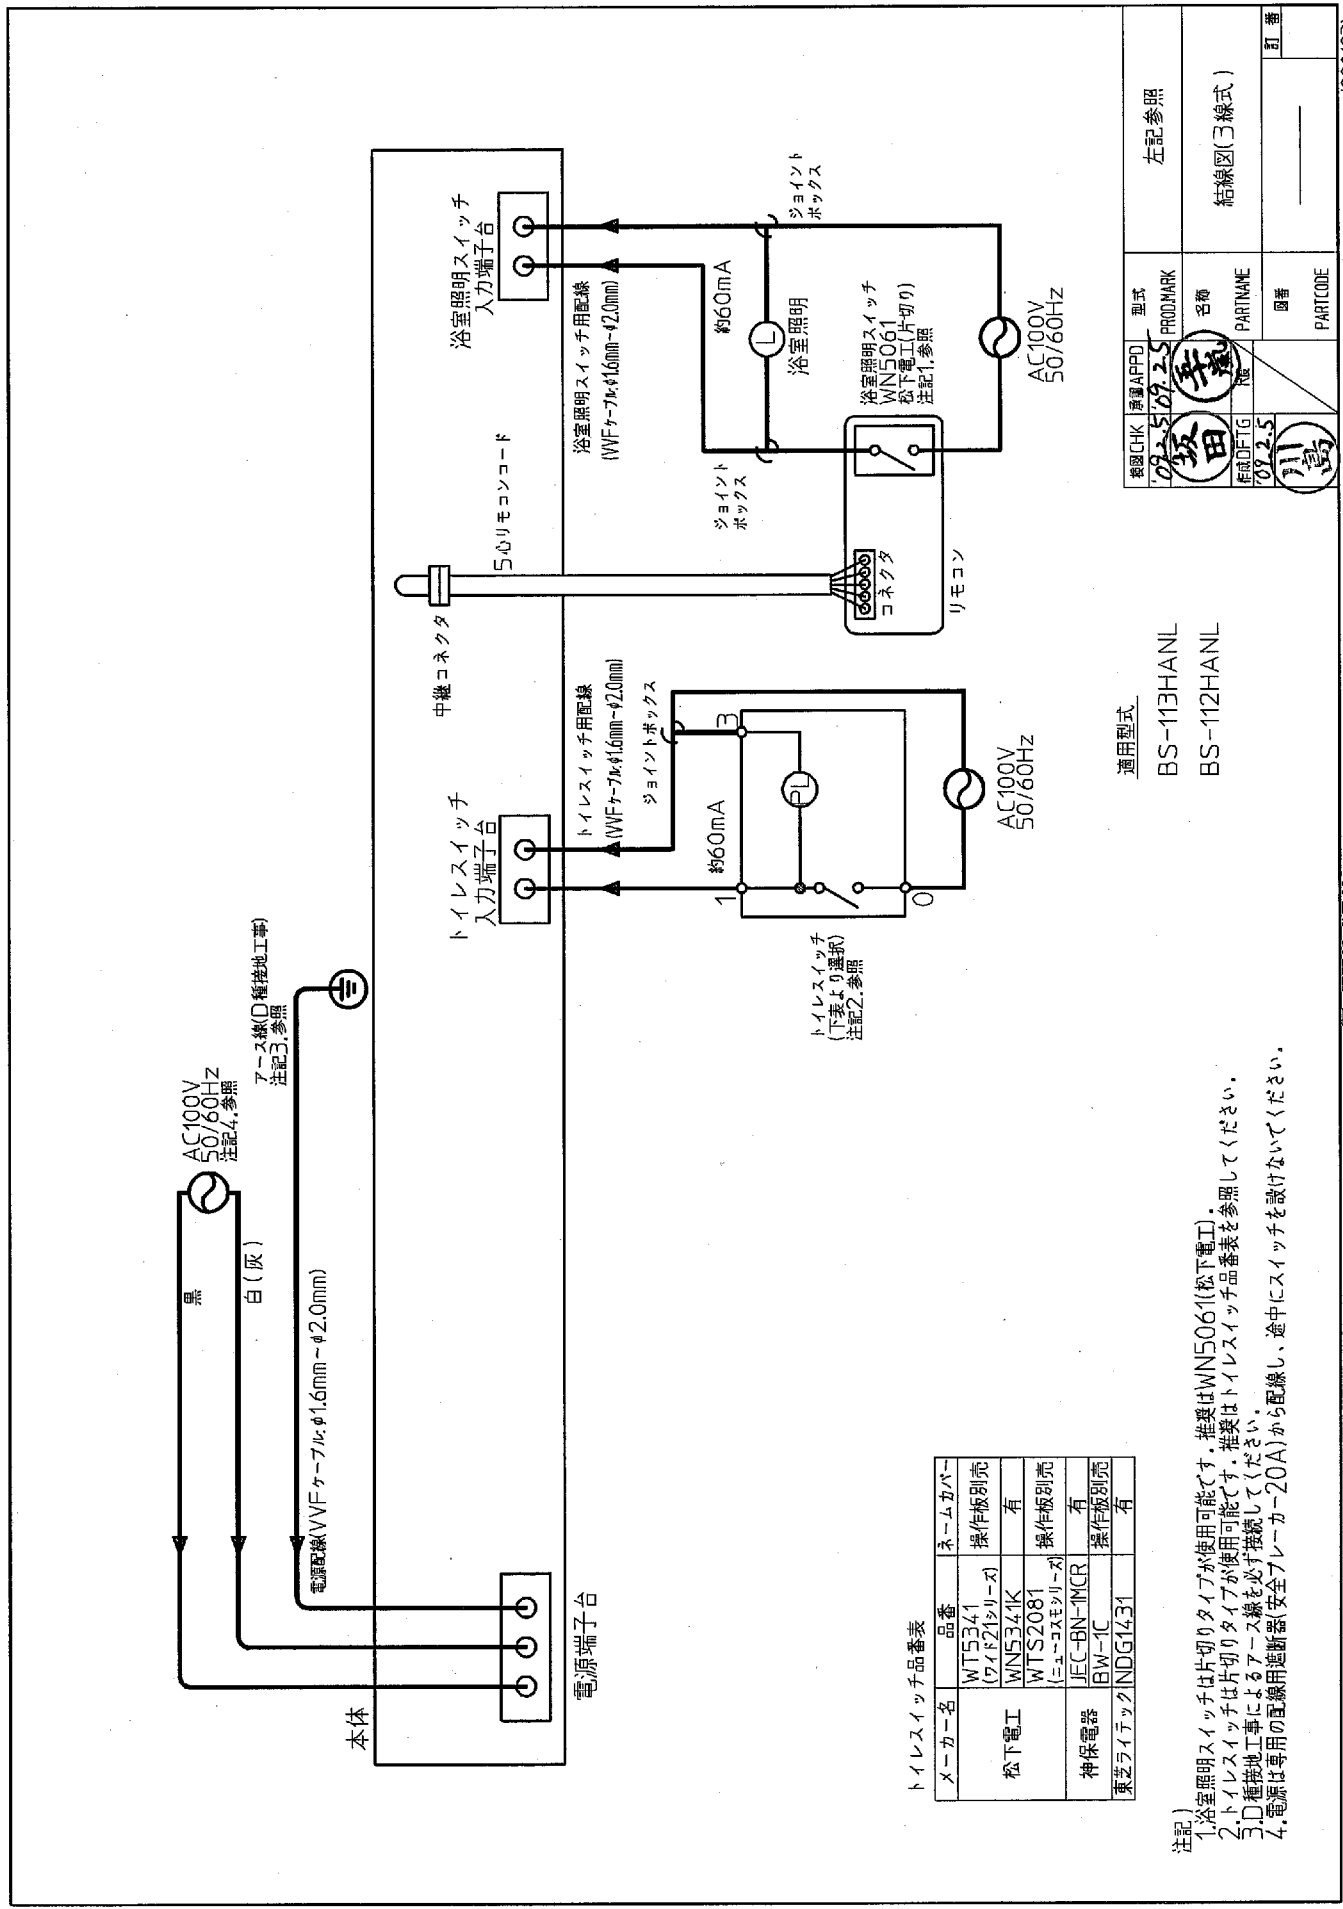 AC100V
50/60Hz
注記4.参照
黒
白(灰)
アース線(D種接地工事)
注記3.参照
電源配線(VVFケーブル:φ1.6mm~φ2.0mm)
本体
電源端子台
トイレスイッチ
入力端子台
中継コネクタ
5心リモコンコード
浴室照明スイッチ
入力端子台
トイレスイッチ用配線
(VVFケーブル:φ1.6mm~φ2.0mm)
ジョイントボックス
約60mA
1
3
PL
0
トイレスイッチ
(下表より選択)
注記2.参照
AC100V
50/60Hz
浴室照明スイッチ用配線
(VVFケーブル:φ1.6mm~φ2.0mm)
約60mA
ジョイント
ボックス
ジョイント
ボックス
L
浴室照明
浴室照明スイッチ
WN5061
松下電工(片切り)
注記1.参照
コネクタ
リモコン
AC100V
50/60Hz
トイレスイッチ品番表
メーカー名 品番 ネームカバー
松下電工 WT5341 操作板別売
(ワイド21シリーズ)
WN5341K 有
WTS2081 操作板別売
(ニューコスモシリーズ)
神保電器 JEC-BN-1MCR 有
BW-1C 操作板別売
東芝ライテック NDG1431 有
適用型式
BS-113HANL
BS-112HANL
注記)
1.浴室照明スイッチは片切りタイプが使用可能です.推奨はWN5061(松下電工).
2.トイレスイッチは片切りタイプが使用可能です.推奨はトイレスイッチ品番表を参照してください.
3.D種接地工事によるアース線を必ず接続してください.
4.電源は専用の配線用遮断器(安全ブレーカー20A)から配線し、途中にスイッチを設けないでください.
検図CHK 承認APPD
'09.2.5 '09.2.5
坂田
作成DFTG 尺度
'09.2.5
川島
型式
PROD.MARK
左記参照
名称
PARTNAME
結線図(3線式)
図番
PARTCODE
訂番